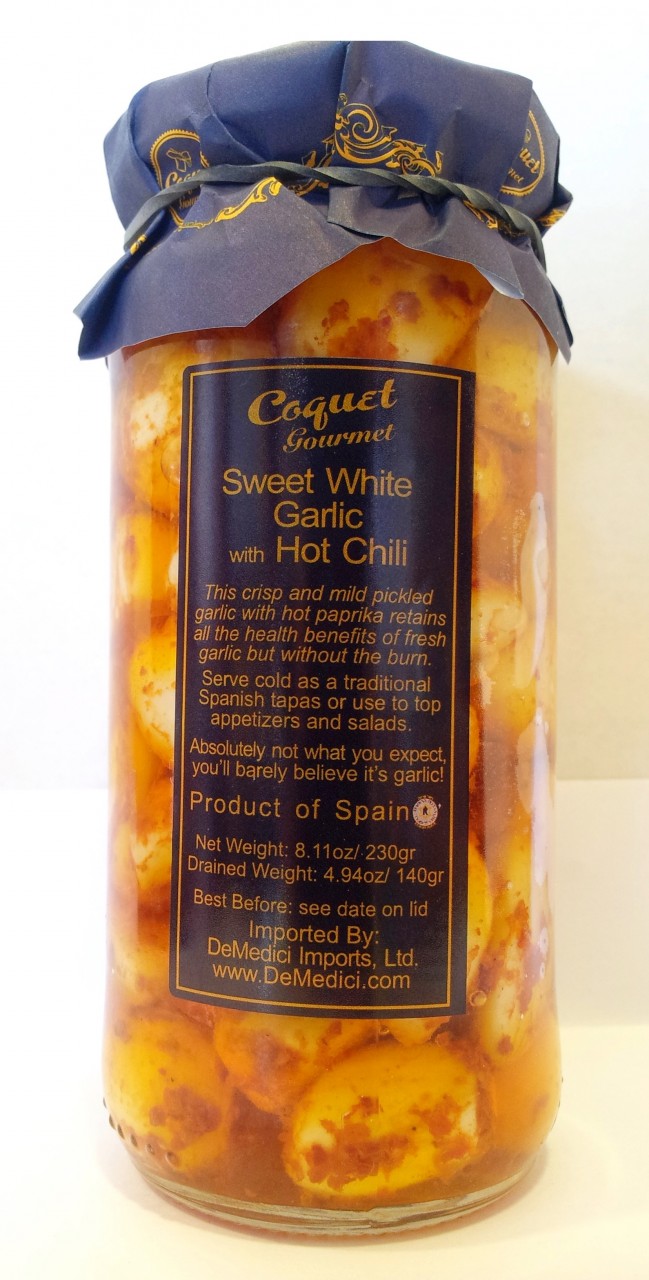 Coquet
Gourmet
Sweet White
Garlic
with Hot Chili
This crisp and mild pickled
garlic with hot paprika retains
all the health benefits of fresh
garlic but without the burn.
Serve cold as a traditional
Spanish tapas or use to top
appetizers and salads.
Absolutely not what you expect,
you'll barely believe it's garlic!
Product of Spain
Net Weight: 8.11oz/ 230gr
Drained Weight: 4.94oz/ 140gr
Best Before: see date on lid
Imported By:
DeMedici Imports, Ltd.
www.DeMedici.com